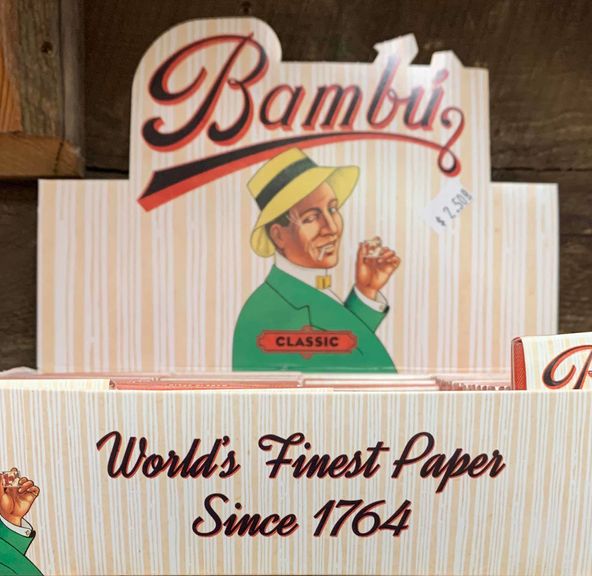 Bambú
$ 2.50
CLASSIC
World's Finest Paper
Since 1764